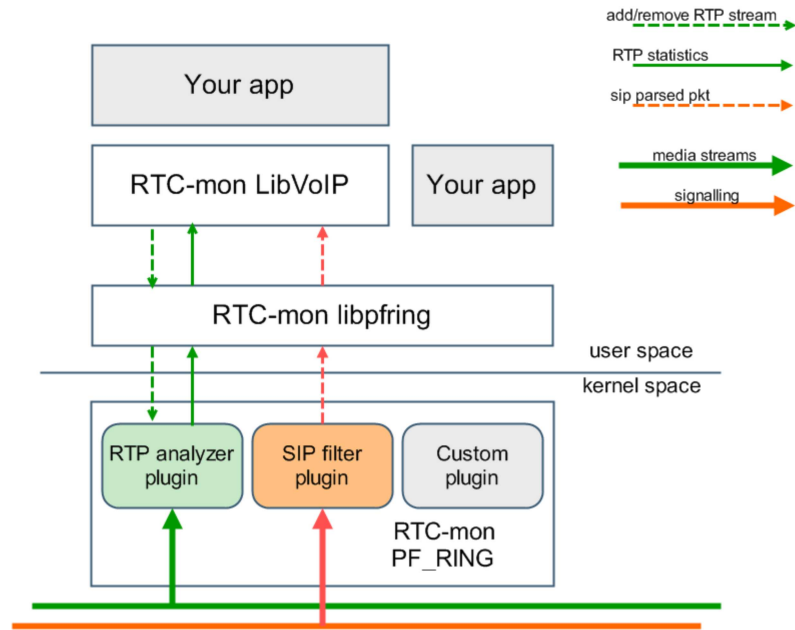 add/remove RTP stream
RTP statistics
sip parsed pkt
media streams
signalling
Your app
RTC-mon LibVoIP
Your app
RTC-mon libpfring
user space
kernel space
RTP analyzer
plugin
SIP filter
plugin
Custom
plugin
RTC-mon
PF_RING